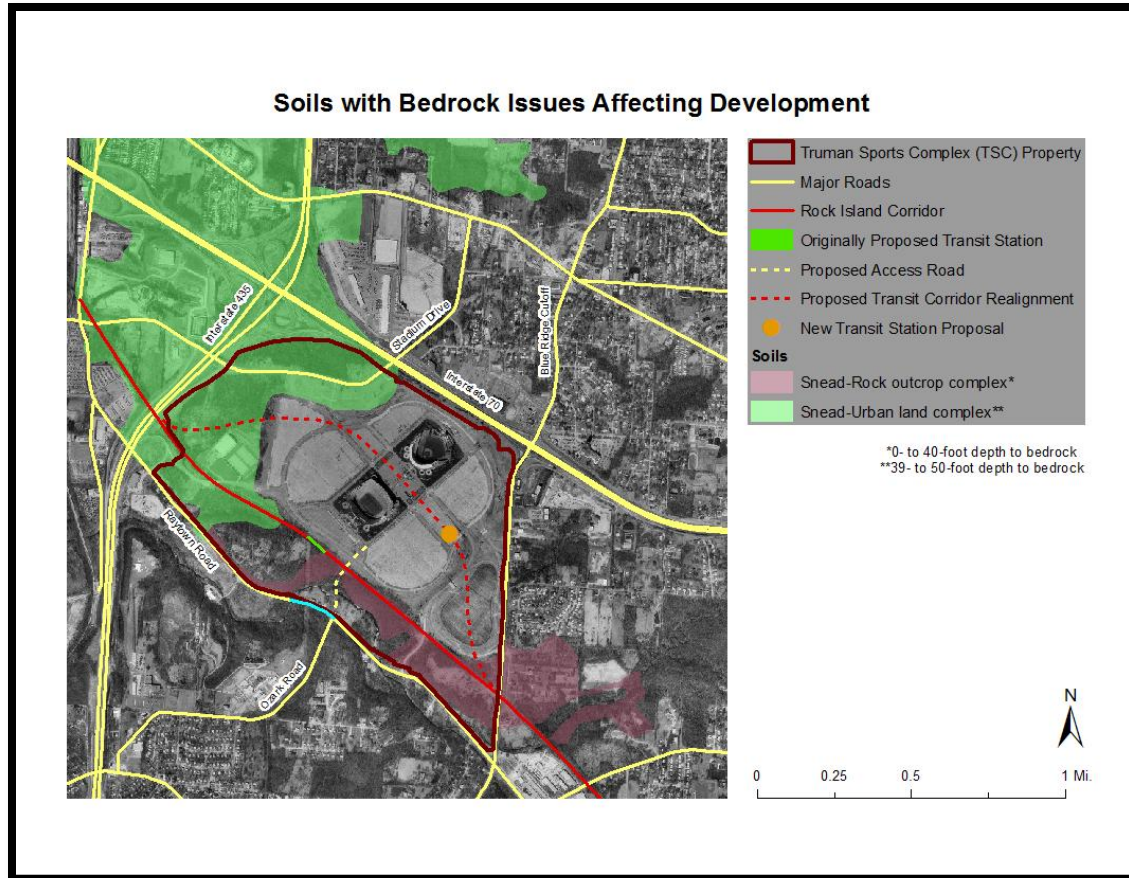 Soils with Bedrock Issues Affecting Development
Truman Sports Complex (TSC) Property
Major Roads
Rock Island Corridor
Originally Proposed Transit Station
Proposed Access Road
Proposed Transit Corridor Realignment
New Transit Station Proposal
Soils
Snead-Rock outcrop complex*
Snead-Urban land complex**
*0- to 40-foot depth to bedrock
**39- to 50-foot depth to bedrock
Interstate 435
Stadium Drive
Blue Ridge Cutoff
Interstate 70
Raytown Road
Ozark Road
N
0 0.25 0.5 1 Mi.